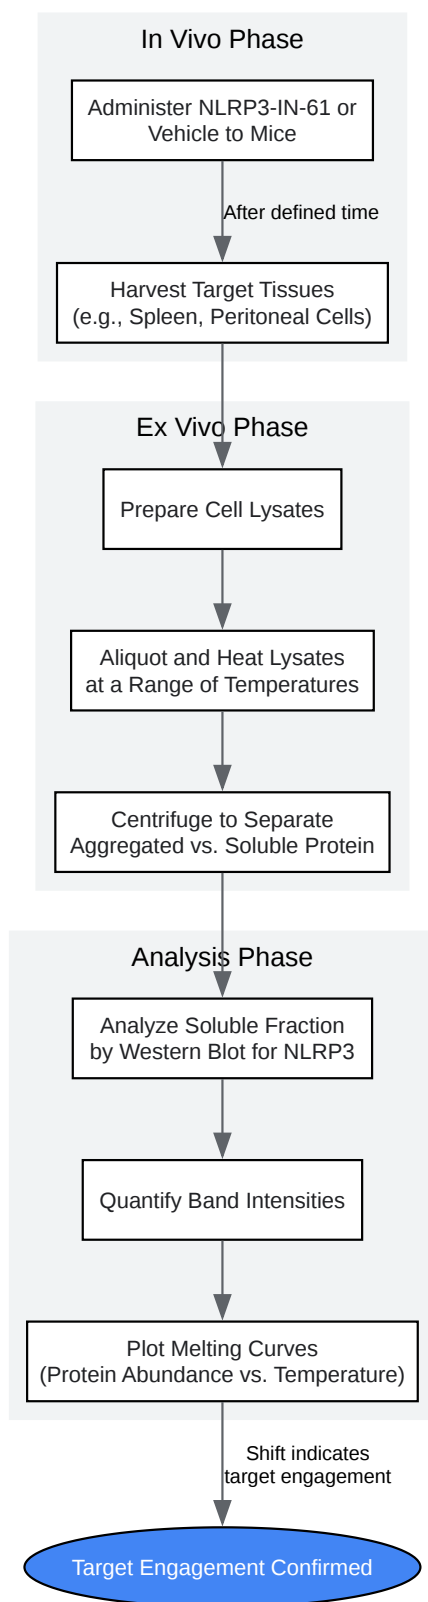 In Vivo Phase
Administer NLRP3-IN-61 or
Vehicle to Mice
After defined time
Harvest Target Tissues
(e.g., Spleen, Peritoneal Cells)
Ex Vivo Phase
Prepare Cell Lysates
Aliquot and Heat Lysates
at a Range of Temperatures
Centrifuge to Separate
Aggregated vs. Soluble Protein
Analysis Phase
Analyze Soluble Fraction
by Western Blot for NLRP3
Quantify Band Intensities
Plot Melting Curves
(Protein Abundance vs. Temperature)
Shift indicates
target engagement
Target Engagement Confirmed